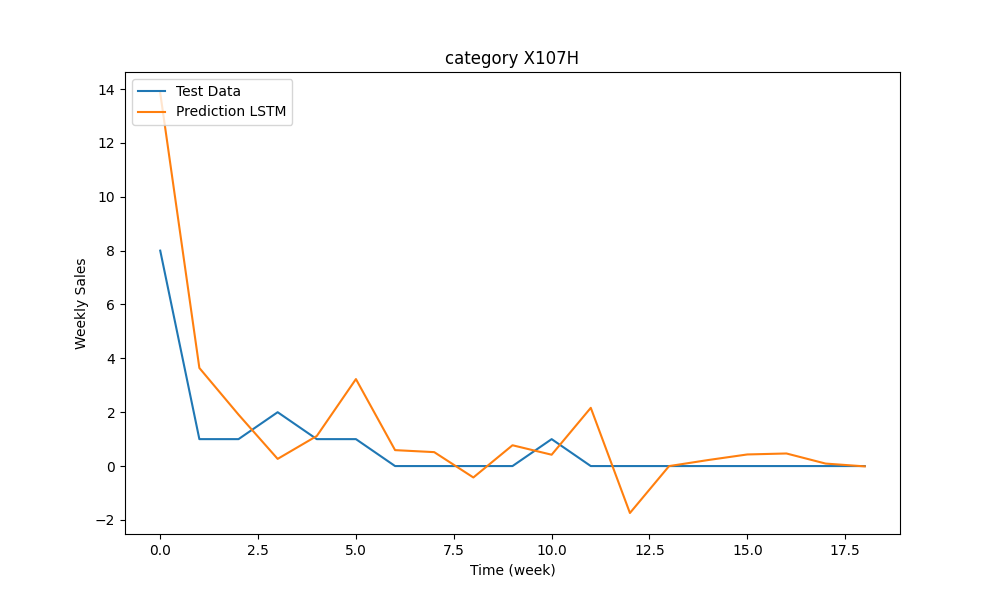 category X107H
Test Data
Prediction LSTM
14
12
10
8
6
4
2
0
−2
Weekly Sales
0.0 2.5 5.0 7.5 10.0 12.5 15.0 17.5
Time (week)